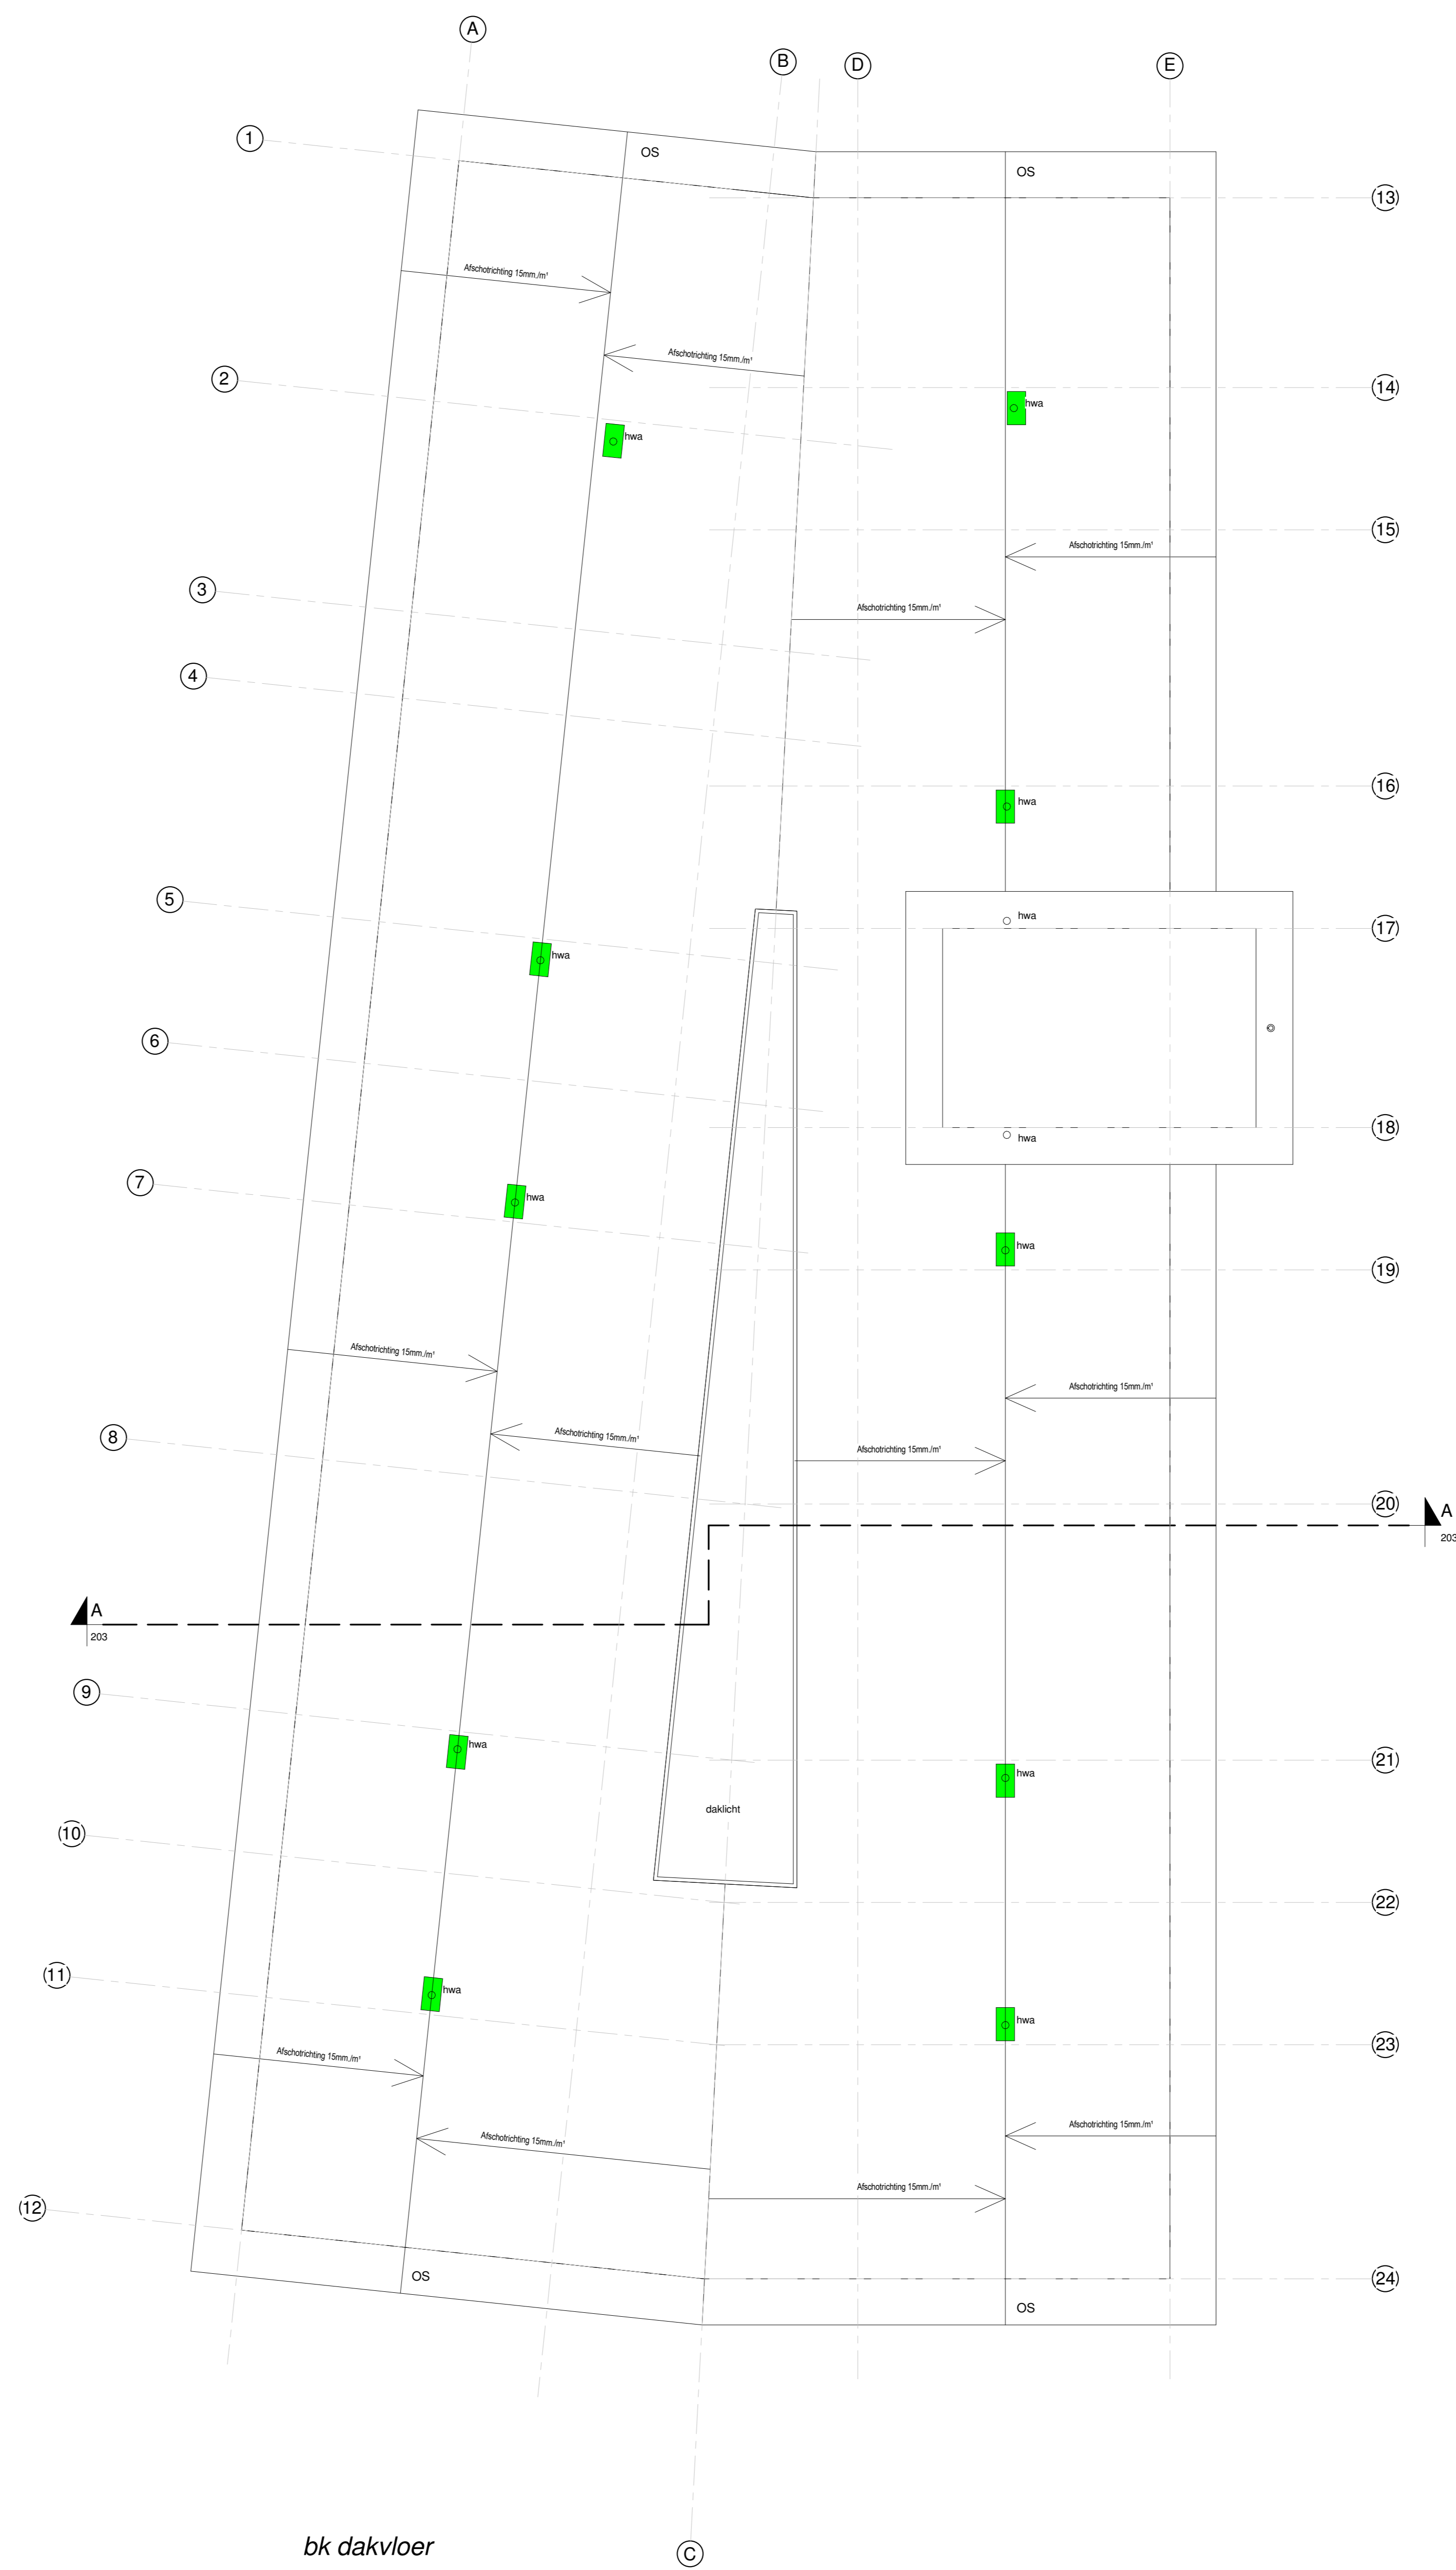 A
B
D
E
1
OS
OS
13
Afschotrichting 15mm./m¹
Afschotrichting 15mm./m¹
2
14
hwa
hwa
15
Afschotrichting 15mm./m¹
3
Afschotrichting 15mm./m¹
4
16
hwa
5
hwa
17
hwa
6
18
hwa
7
hwa
hwa
19
Afschotrichting 15mm./m¹
Afschotrichting 15mm./m¹
8
Afschotrichting 15mm./m¹
Afschotrichting 15mm./m¹
20
A
203
A
203
9
hwa
21
hwa
daklicht
10
22
11
hwa
hwa
23
Afschotrichting 15mm./m¹
Afschotrichting 15mm./m¹
Afschotrichting 15mm./m¹
Afschotrichting 15mm./m¹
12
OS
24
OS
bk dakvloer
C